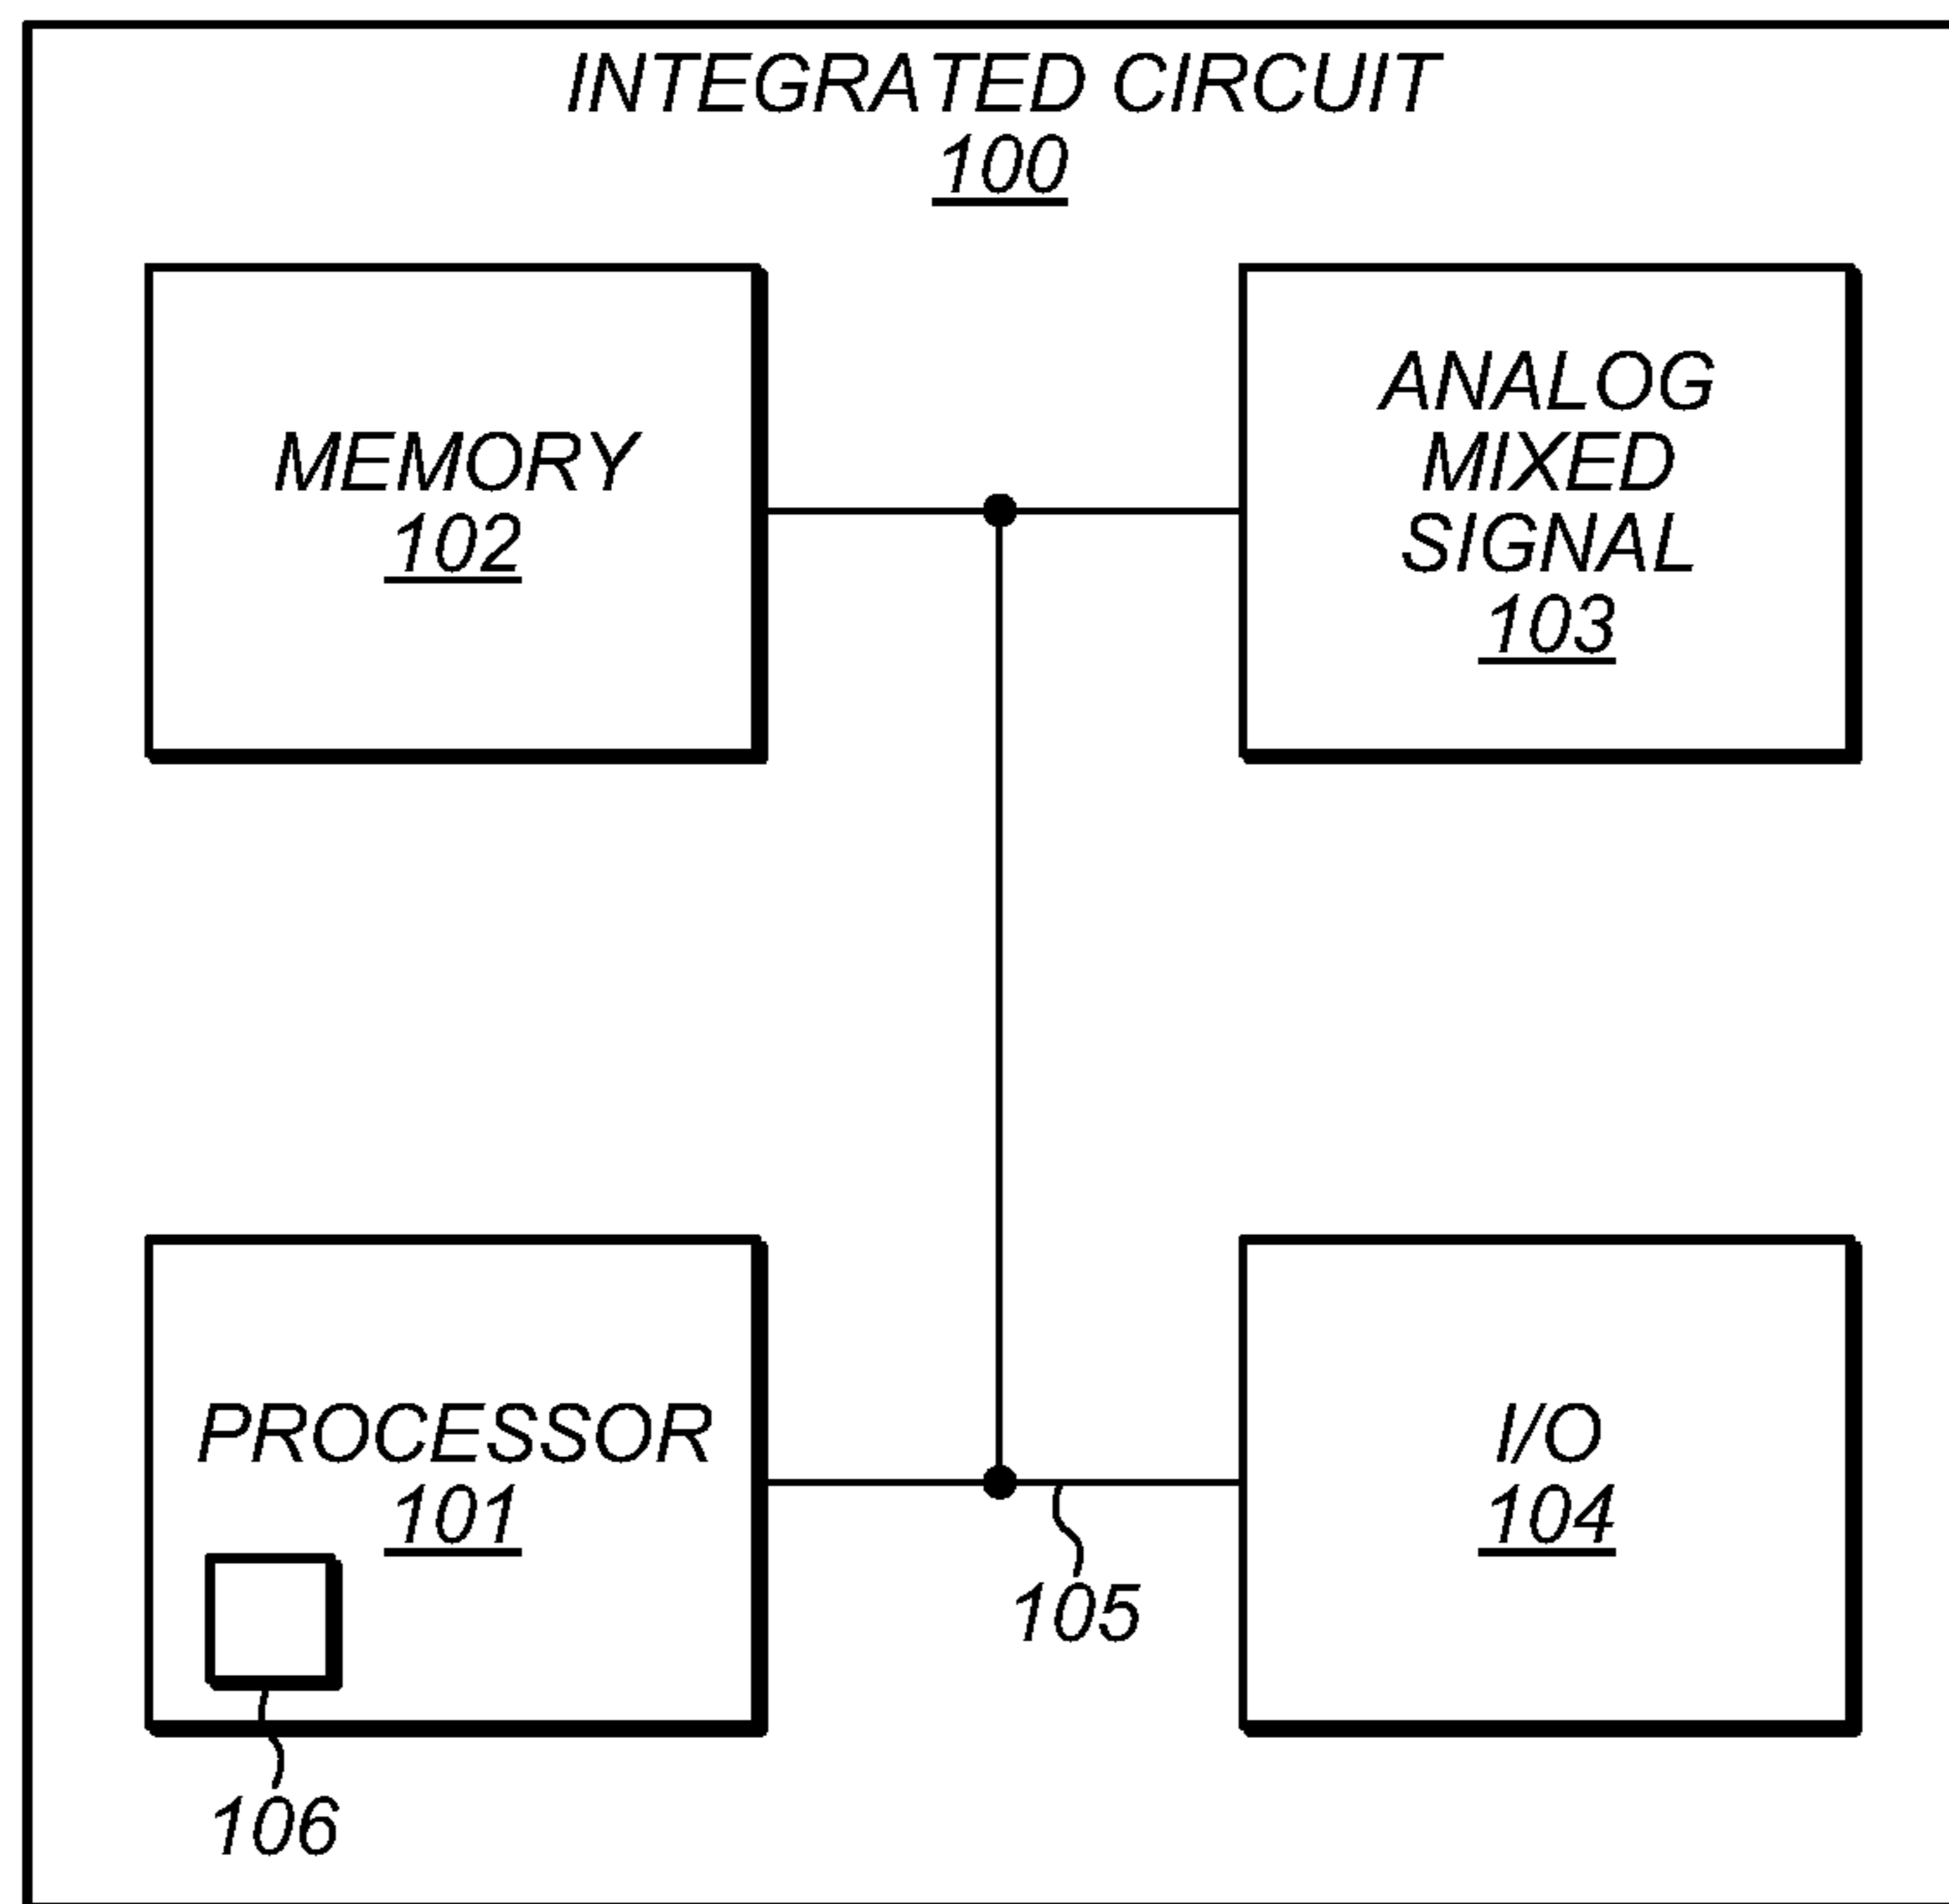 INTEGRATED CIRCUIT
100
MEMORY
102
ANALOG
MIXED
SIGNAL
103
PROCESSOR
101
I/O
104
105
106